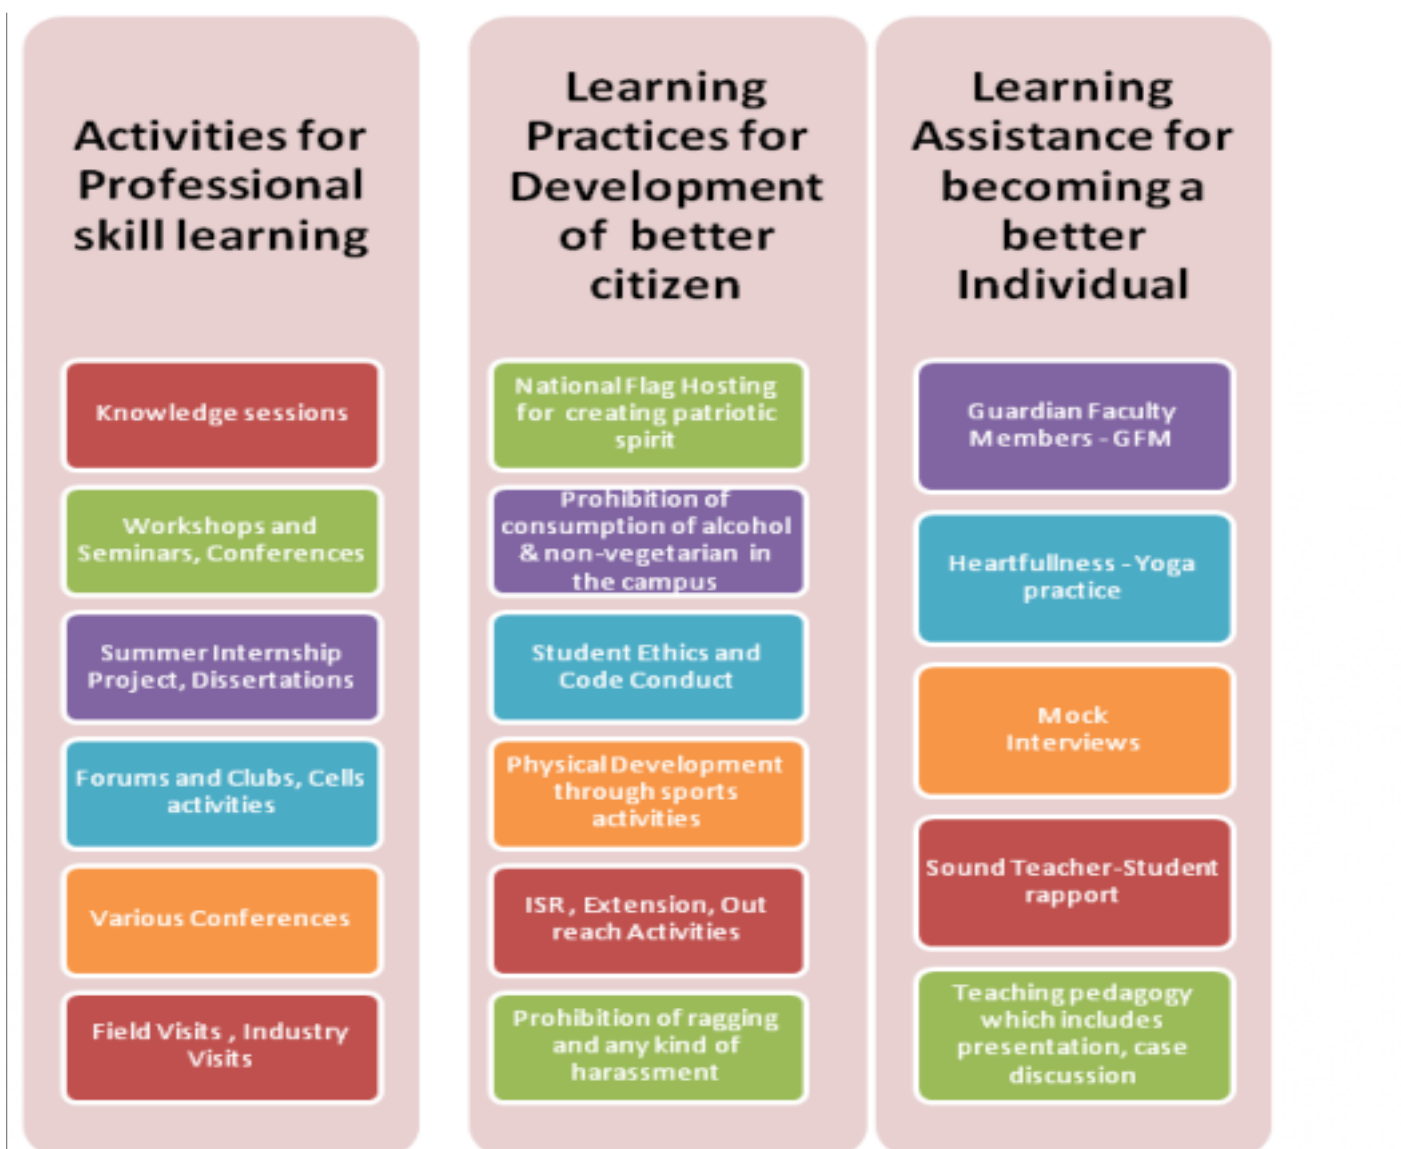 Activities for
Professional
skill learning
Knowledge sessions
Workshops and
Seminars, Conferences
Summer Internship
Project, Dissertations
Forums and Clubs, Cells
activities
Various Conferences
Field Visits , Industry
Visits
Learning
Practices for
Development
of better
citizen
National Flag Hosting
for creating patriotic
spirit
Prohibition of
consumption of alcohol
& non-vegetarian in
the campus
Student Ethics and
Code Conduct
Physical Development
through sports
activities
ISR , Extension, Out
reach Activities
Prohibition of ragging
and any kind of
harassment
Learning
Assistance for
becoming a
better
Individual
Guardian Faculty
Members - GFM
Heartfullness - Yoga
practice
Mock
Interviews
Sound Teacher-Student
rapport
Teaching pedagogy
which includes
presentation, case
discussion